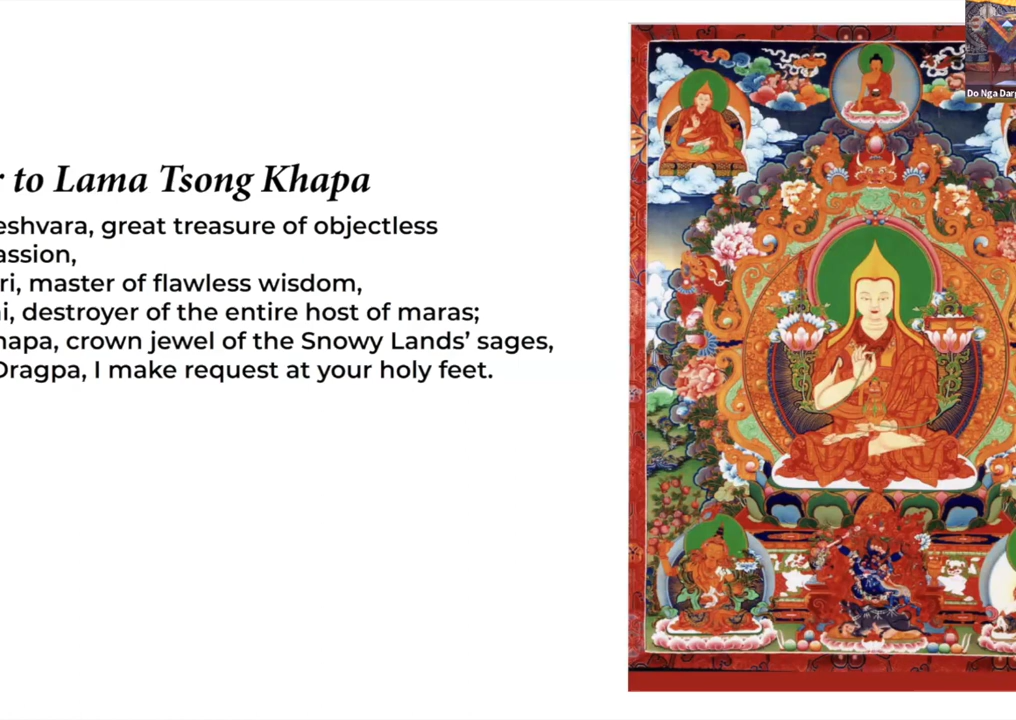 r to Lama Tsong Khapa
eshvara, great treasure of objectless
assion,
ri, master of flawless wisdom,
i, destroyer of the entire host of maras;
hapa, crown jewel of the Snowy Lands’ sages,
Dragpa, I make request at your holy feet.
Do Nga Darg